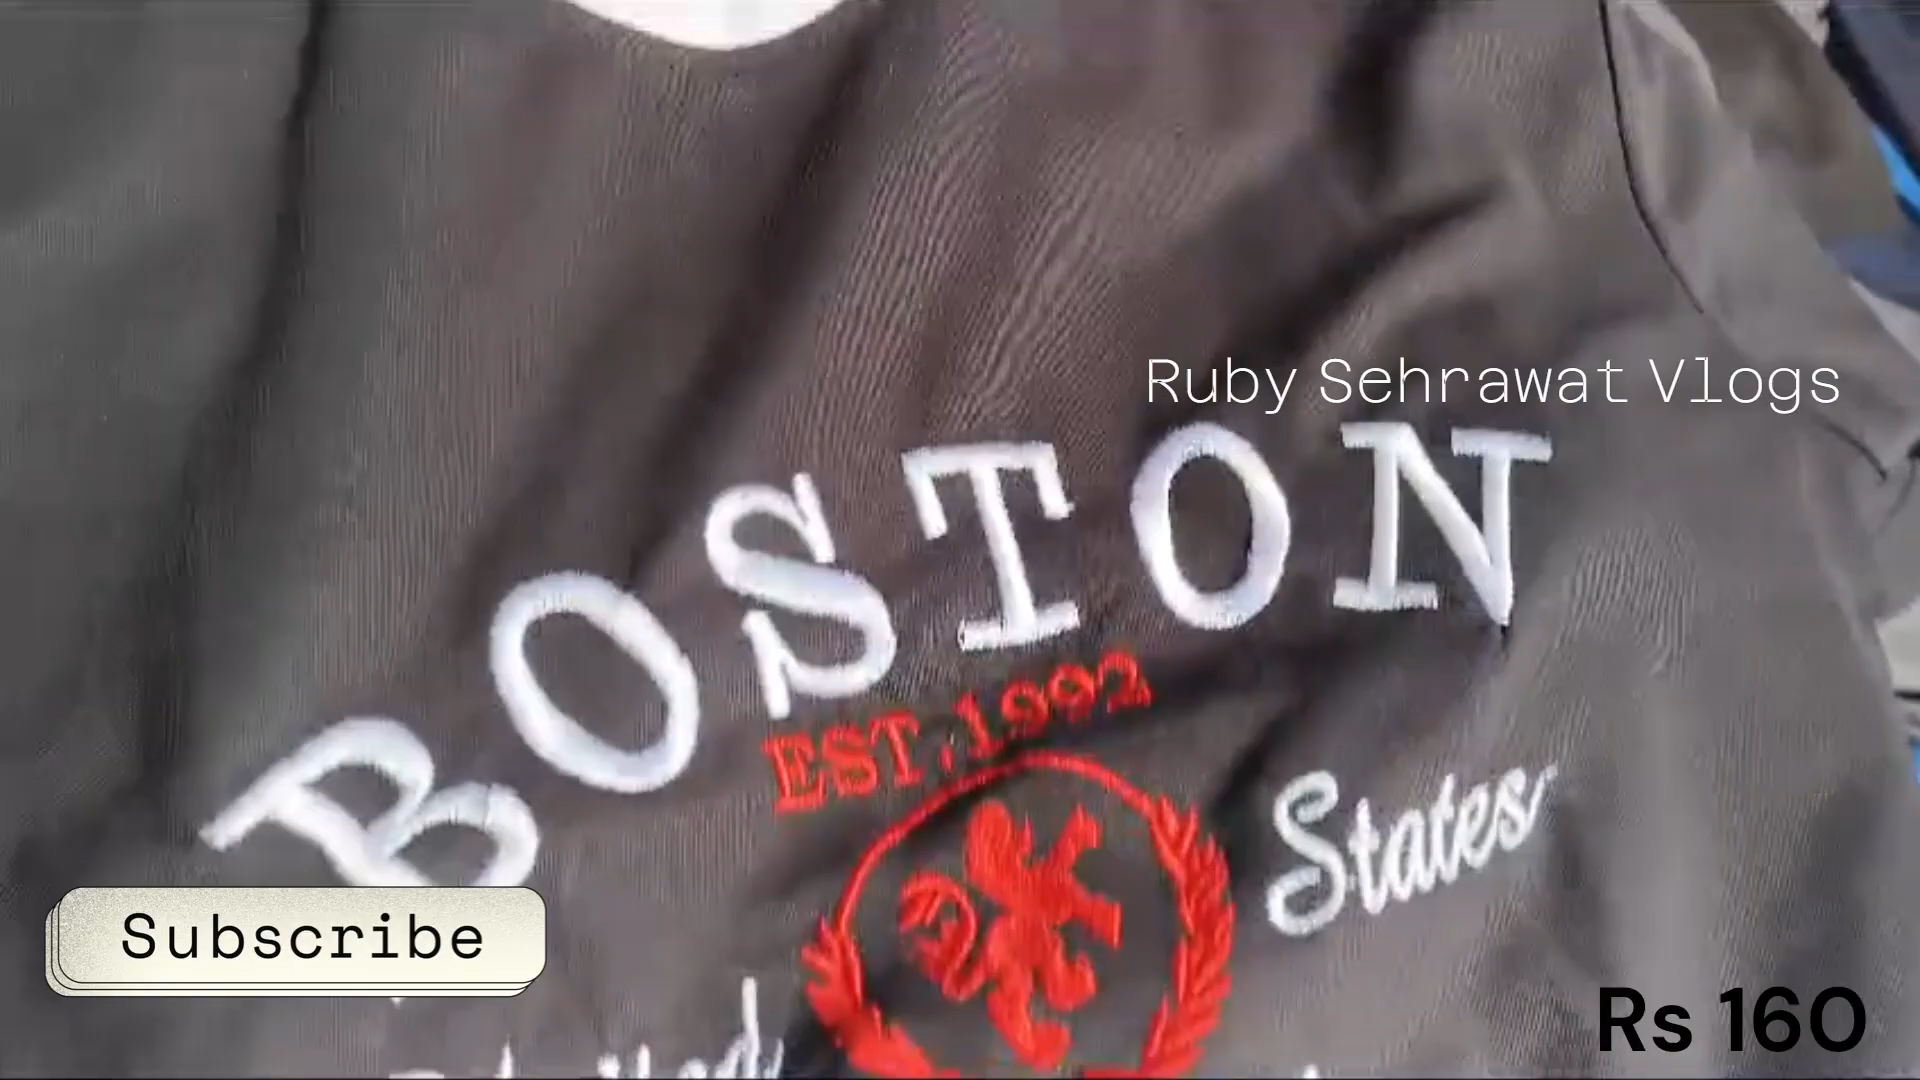 Ruby Sehrawat Vlogs
BOSTON
EST.1992
States
Subscribe
Rs 160